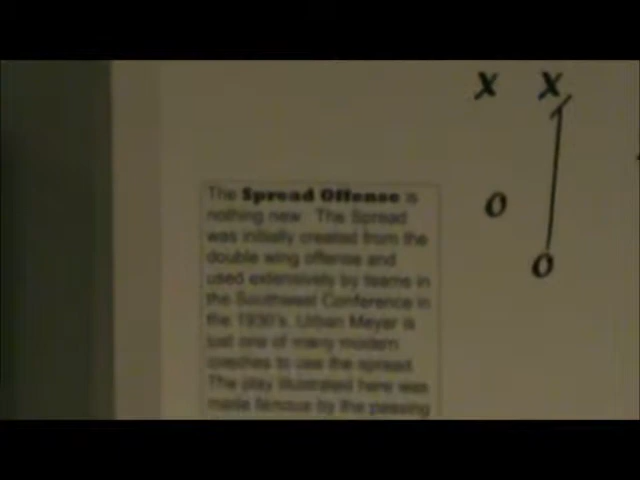 X X
The Spread Offense is
nothing new. The Spread
was initially created from the
double wing offense and
used extensively by teams in
the Southwest Conference in
the 1930's. Urban Meyer is
just one of many modern
coaches to use the spread.
The play illustrated here was
made famous by the passing
O
O